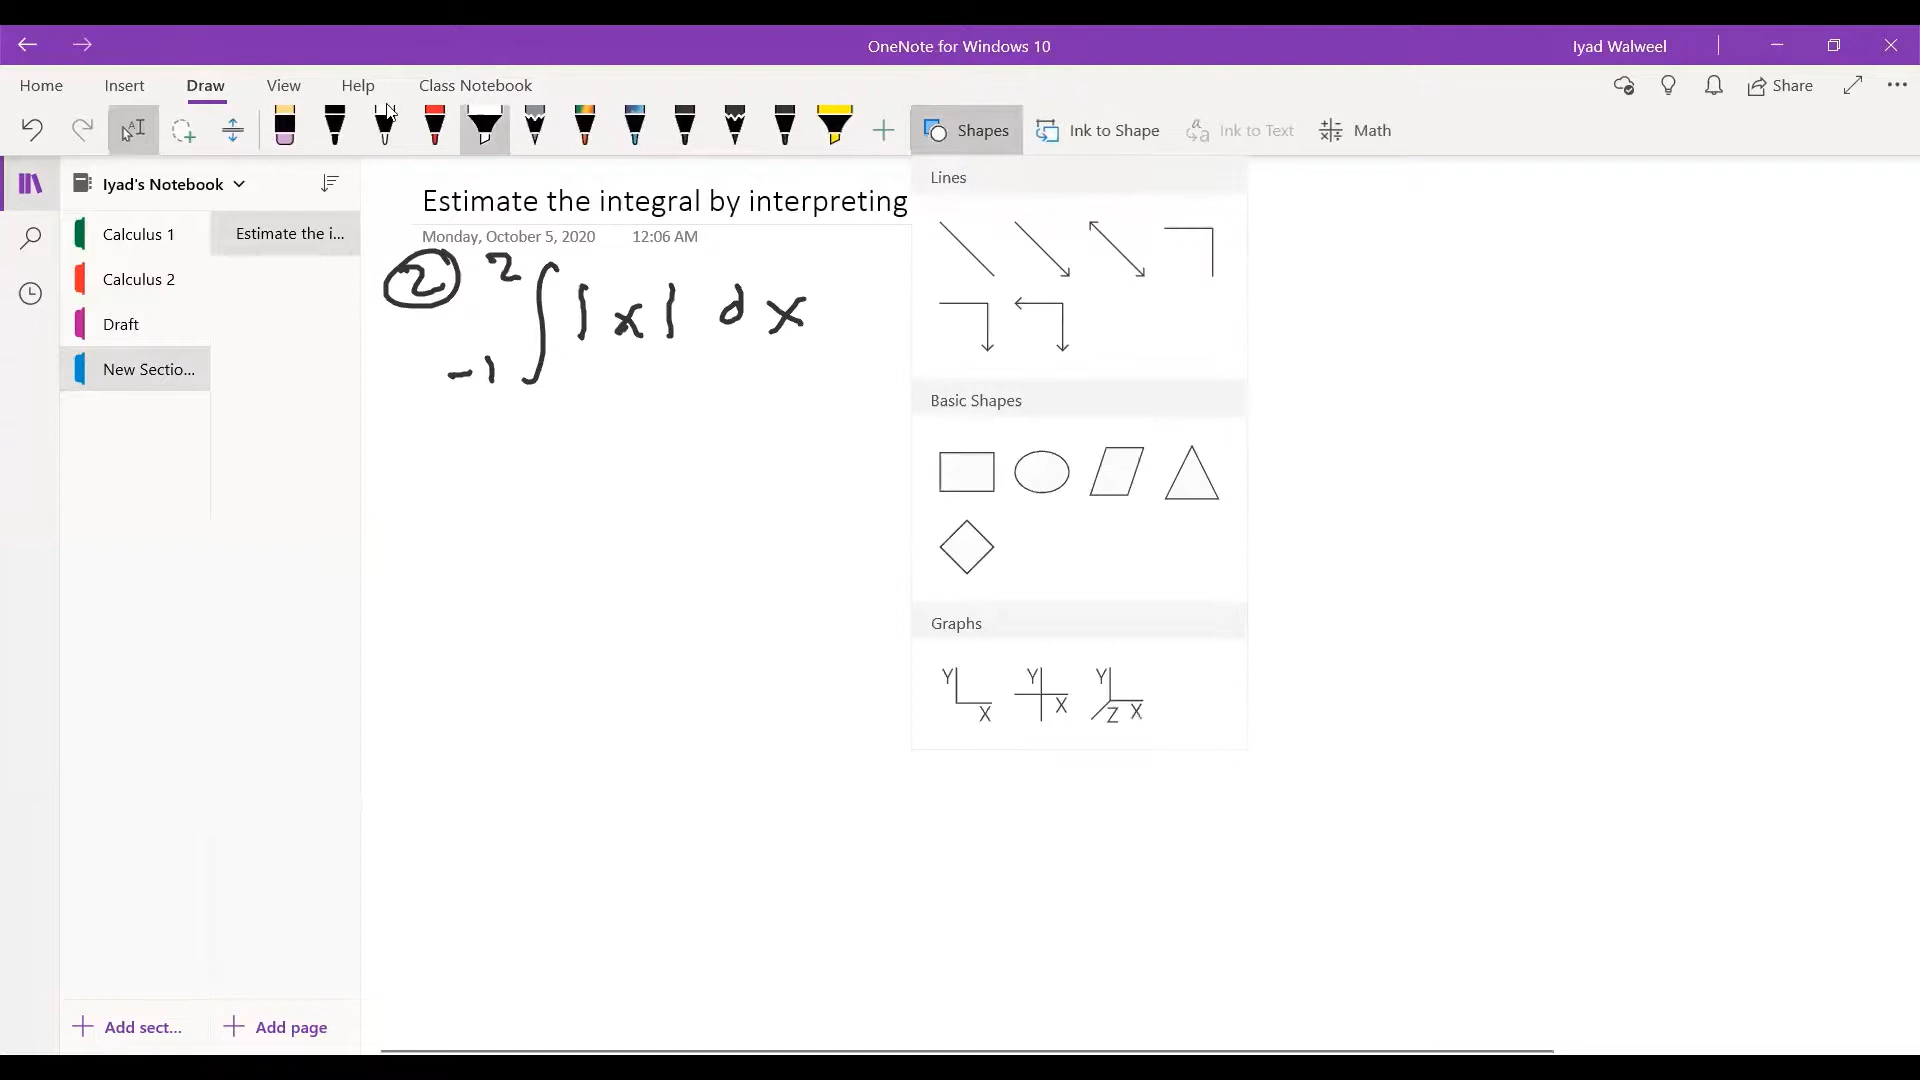 OneNote for Windows 10
Iyad Walweel
Home Insert Draw View Help Class Notebook
Share
Shapes Ink to Shape Ink to Text Math
Iyad's Notebook
Calculus 1
Calculus 2
Draft
New Sectio...
Estimate the i...
Estimate the integral by interpreting
Monday, October 5, 2020 12:06 AM
② 2
∫ |x| dx
-1
Lines
Basic Shapes
Graphs
Y X
Y X
Y Z X
Add sect...
Add page